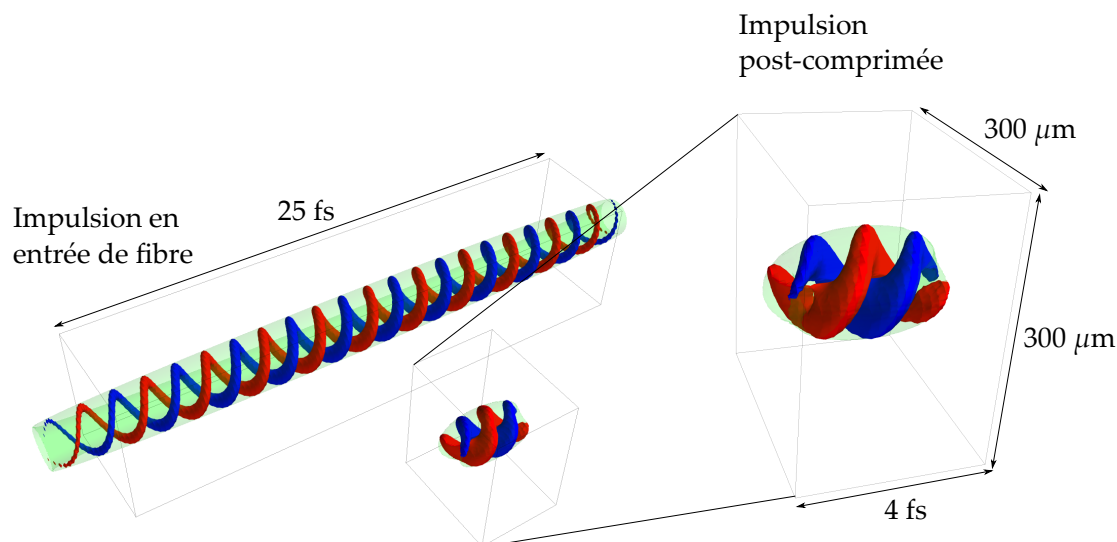 Impulsion
post-comprimée
300 µm
25 fs
Impulsion en
entrée de fibre
300 µm
4 fs